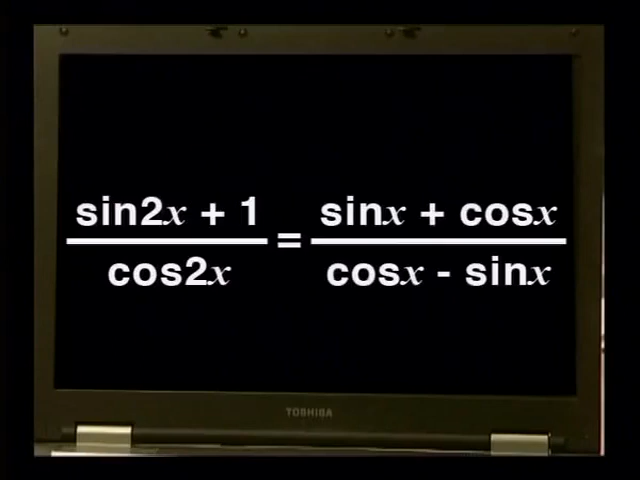 sin2x + 1
cos2x
=
sinx + cosx
cosx - sinx
TOSHIBA